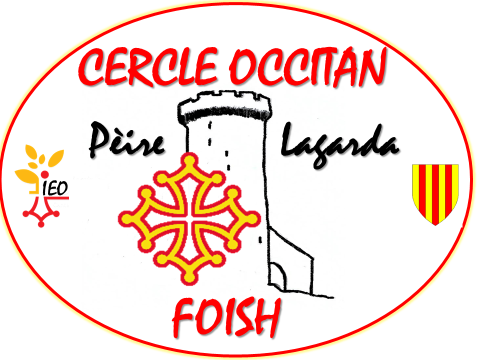 CERCLE OCCITAN
Pèire Lagarda
IEO
FOISH